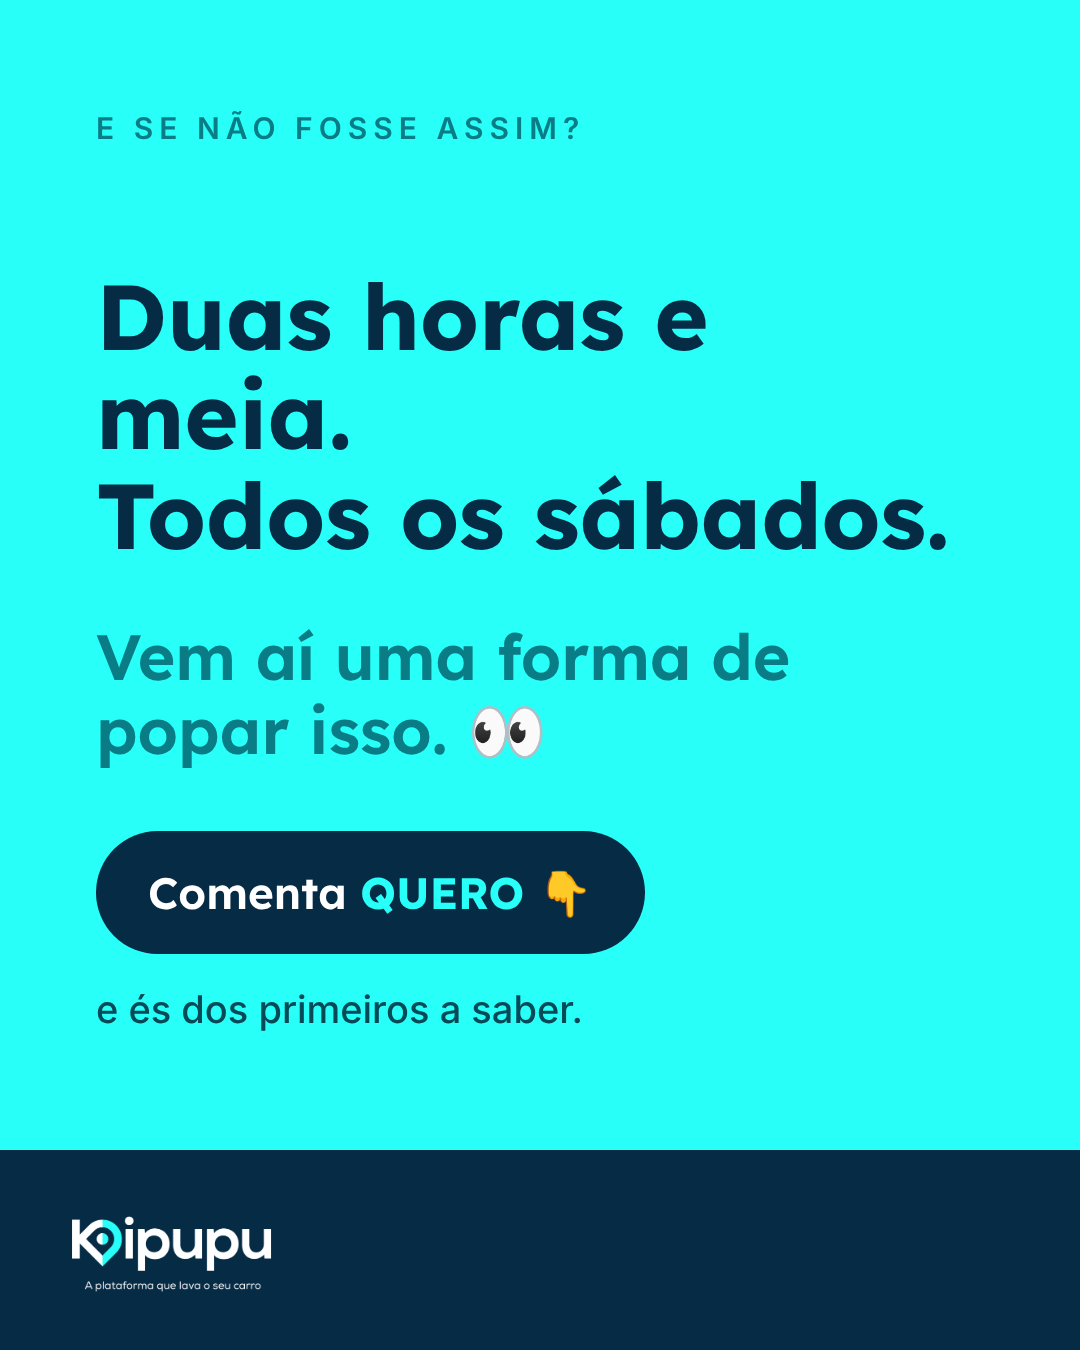 E SE NÃO FOSSE ASSIM?
Duas horas e
meia.
Todos os sábados.
Vem aí uma forma de
popar isso. 👀
Comenta QUERO 👇
e és dos primeiros a saber.
Kipupu
A plataforma que lava o seu carro